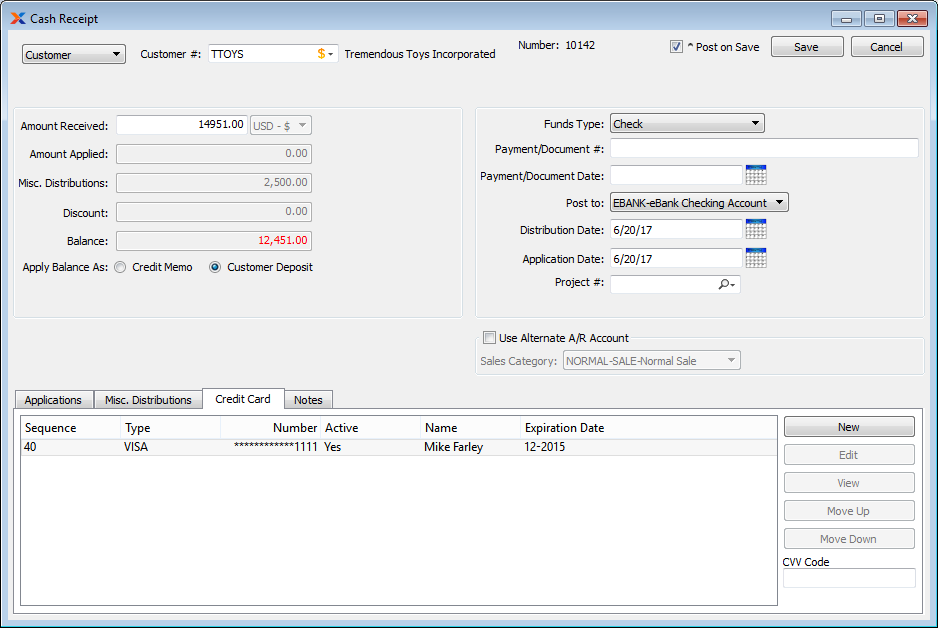 Cash Receipt
Customer Customer #: TTOYS $ Tremendous Toys Incorporated Number: 10142 ^ Post on Save Save Cancel
Amount Received: 14951.00 USD - $
Amount Applied: 0.00
Misc. Distributions: 2,500.00
Discount: 0.00
Balance: 12,451.00
Apply Balance As: Credit Memo Customer Deposit
Funds Type: Check
Payment/Document #:
Payment/Document Date:
Post to: EBANK-eBank Checking Account
Distribution Date: 6/20/17
Application Date: 6/20/17
Project #:
Use Alternate A/R Account
Sales Category: NORMAL-SALE-Normal Sale
Applications Misc. Distributions Credit Card Notes
Sequence Type Number Active Name Expiration Date
40 VISA ************1111 Yes Mike Farley 12-2015
New
Edit
View
Move Up
Move Down
CVV Code